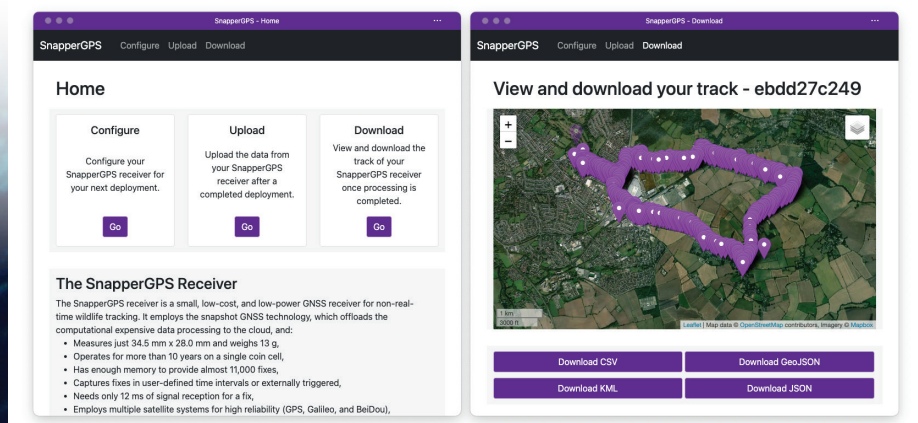 SnapperGPS - Home
SnapperGPS Configure Upload Download
Home
Configure
Configure your
SnapperGPS receiver for
your next deployment.
Go
Upload
Upload the data from
your SnapperGPS
receiver after a
completed deployment.
Go
Download
View and download the
track of your
SnapperGPS receiver
once processing is
completed.
Go
The SnapperGPS Receiver
The SnapperGPS receiver is a small, low-cost, and low-power GNSS receiver for non-real-
time wildlife tracking. It employs the snapshot GNSS technology, which offloads the
computational expensive data processing to the cloud, and:
• Measures just 34.5 mm x 28.0 mm and weighs 13 g,
• Operates for more than 10 years on a single coin cell,
• Has enough memory to provide almost 11,000 fixes,
• Captures fixes in user-defined time intervals or externally triggered,
• Needs only 12 ms of signal reception for a fix,
• Employs multiple satellite systems for high reliability (GPS, Galileo, and BeiDou),
SnapperGPS - Download
SnapperGPS Configure Upload Download
View and download your track - ebdd27c249
+
−
1 km
3000 ft
Leaflet | Map data © OpenStreetMap contributors, Imagery © Mapbox
Download CSV
Download GeoJSON
Download KML
Download JSON